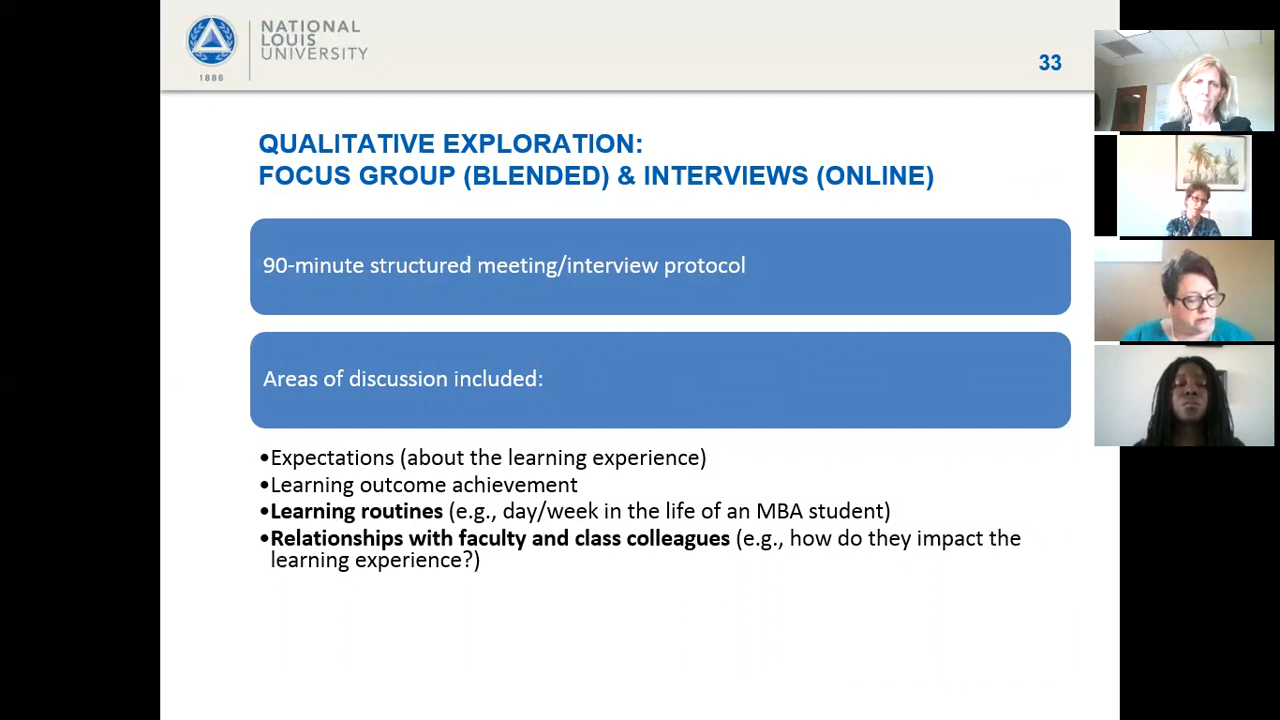 NATIONAL
LOUIS
UNIVERSITY
1886
33
QUALITATIVE EXPLORATION:
FOCUS GROUP (BLENDED) & INTERVIEWS (ONLINE)
90-minute structured meeting/interview protocol
Areas of discussion included:
•Expectations (about the learning experience)
•Learning outcome achievement
•Learning routines (e.g., day/week in the life of an MBA student)
•Relationships with faculty and class colleagues (e.g., how do they impact the
learning experience?)